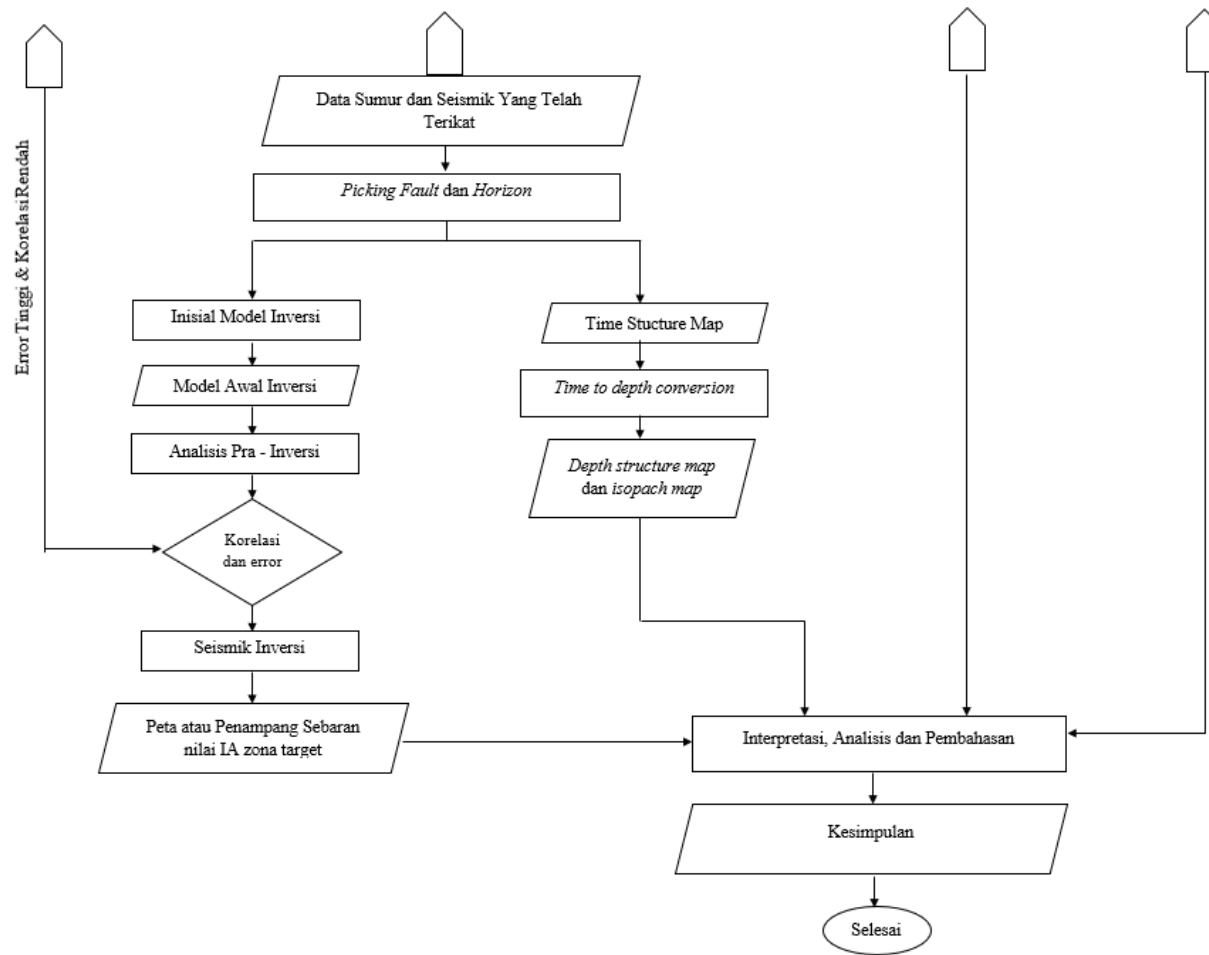 Data Sumur dan Seismik Yang Telah
Terikat
Picking Fault dan Horizon
Error Tinggi & Korelasi Rendah
Inisial Model Inversi
Model Awal Inversi
Analisis Pra - Inversi
Korelasi
dan error
Seismik Inversi
Peta atau Penampang Sebaran
nilai IA zona target
Time Stucture Map
Time to depth conversion
Depth structure map
dan isopach map
Interpretasi, Analisis dan Pembahasan
Kesimpulan
Selesai